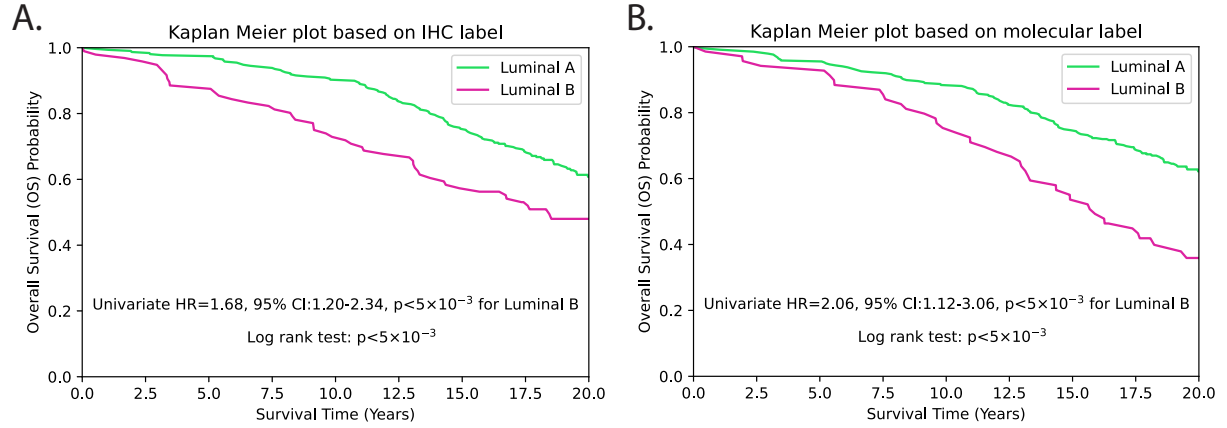 A.
Kaplan Meier plot based on IHC label
Overall Survival (OS) Probability
1.0
0.8
0.6
0.4
0.2
0.0
Luminal A
Luminal B
Univariate HR=1.68, 95% CI:1.20-2.34, p<5×10⁻³ for Luminal B
Log rank test: p<5×10⁻³
0.0 2.5 5.0 7.5 10.0 12.5 15.0 17.5 20.0
Survival Time (Years)
B.
Kaplan Meier plot based on molecular label
Overall Survival (OS) Probability
1.0
0.8
0.6
0.4
0.2
0.0
Luminal A
Luminal B
Univariate HR=2.06, 95% CI:1.12-3.06, p<5×10⁻³ for Luminal B
Log rank test: p<5×10⁻³
0.0 2.5 5.0 7.5 10.0 12.5 15.0 17.5 20.0
Survival Time (Years)